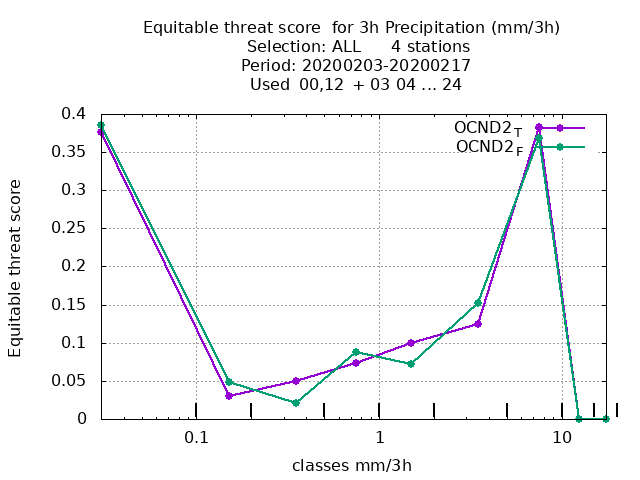 Equitable threat score  for 3h Precipitation (mm/3h)
Selection: ALL      4 stations
Period: 20200203-20200217
Used  00,12  + 03 04 ... 24
OCND2T
OCND2F
0.4
0.35
0.3
0.25
0.2
0.15
0.1
0.05
0
Equitable threat score
0.1 1 10
classes mm/3h